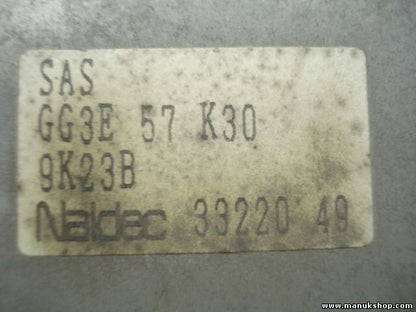 SAS
GG3E 57 K30
9K23B
Naldec 33220 49
www.manukshop.com